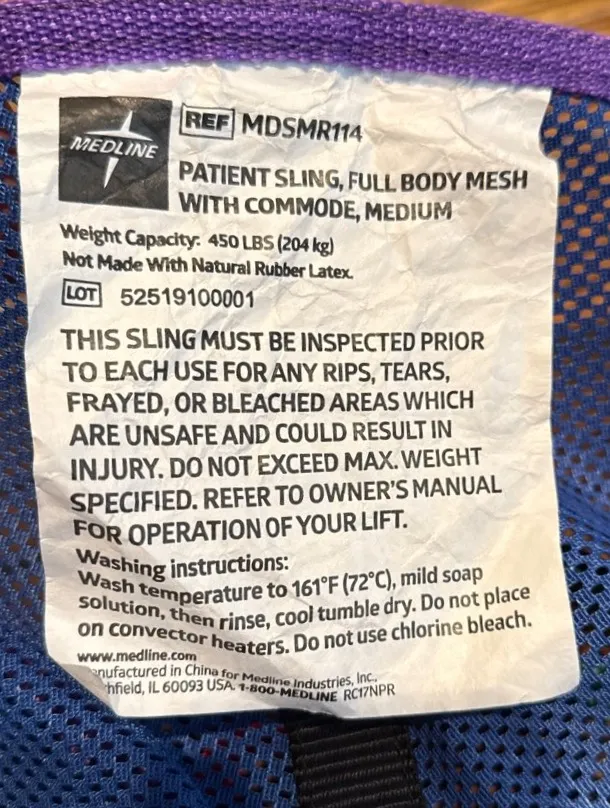 MEDLINE
REF MDSMR114
PATIENT SLING, FULL BODY MESH
WITH COMMODE, MEDIUM
Weight Capacity: 450 LBS (204 kg)
Not Made With Natural Rubber Latex.
LOT 52519100001
THIS SLING MUST BE INSPECTED PRIOR
TO EACH USE FOR ANY RIPS, TEARS,
FRAYED, OR BLEACHED AREAS WHICH
ARE UNSAFE AND COULD RESULT IN
INJURY. DO NOT EXCEED MAX. WEIGHT
SPECIFIED. REFER TO OWNER'S MANUAL
FOR OPERATION OF YOUR LIFT.
Washing instructions:
Wash temperature to 161°F (72°C), mild soap
solution, then rinse, cool tumble dry. Do not place
on convector heaters. Do not use chlorine bleach.
www.medline.com
nufactured in China for Medline Industries, Inc.,
hfield, IL 60093 USA. 1-800-MEDLINE RC17NPR